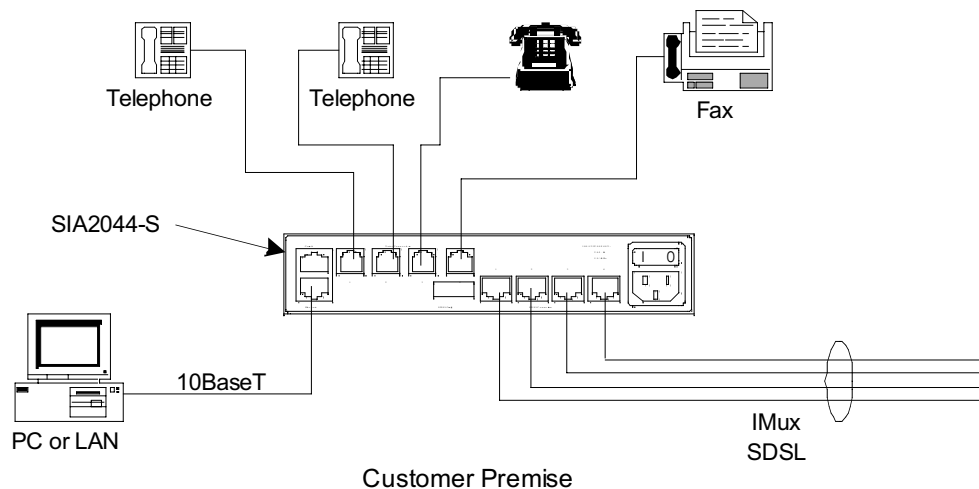 Telephone
Telephone
Fax
SIA2044-S
I O
10BaseT
PC or LAN
IMux
SDSL
Customer Premise